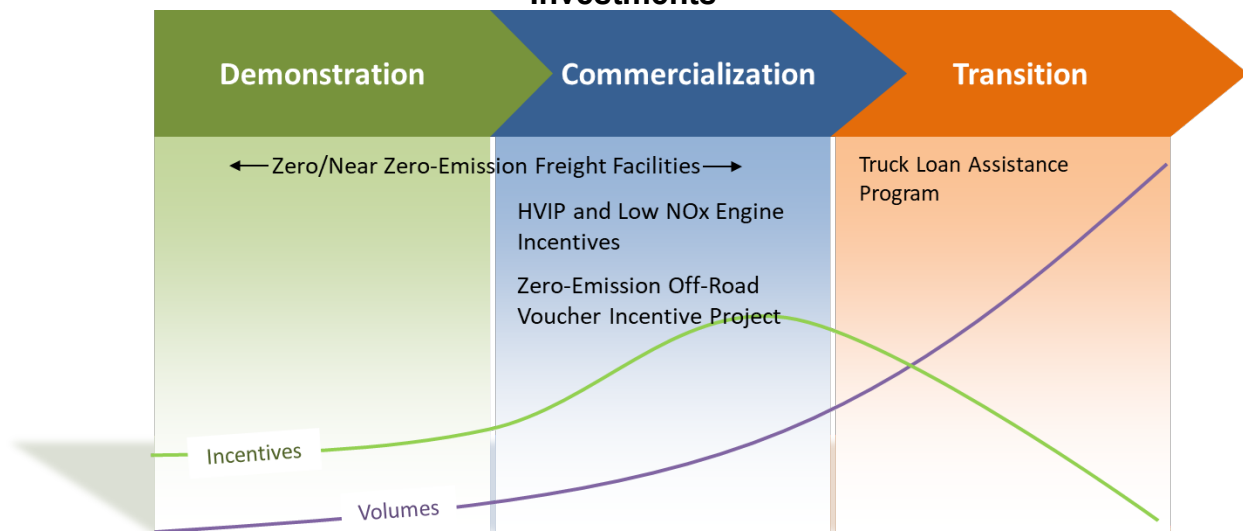 Investments
Demonstration
Commercialization
Transition
Zero/Near Zero-Emission Freight Facilities
Truck Loan Assistance
Program
HVIP and Low NOx Engine
Incentives
Zero-Emission Off-Road
Voucher Incentive Project
Incentives
Volumes